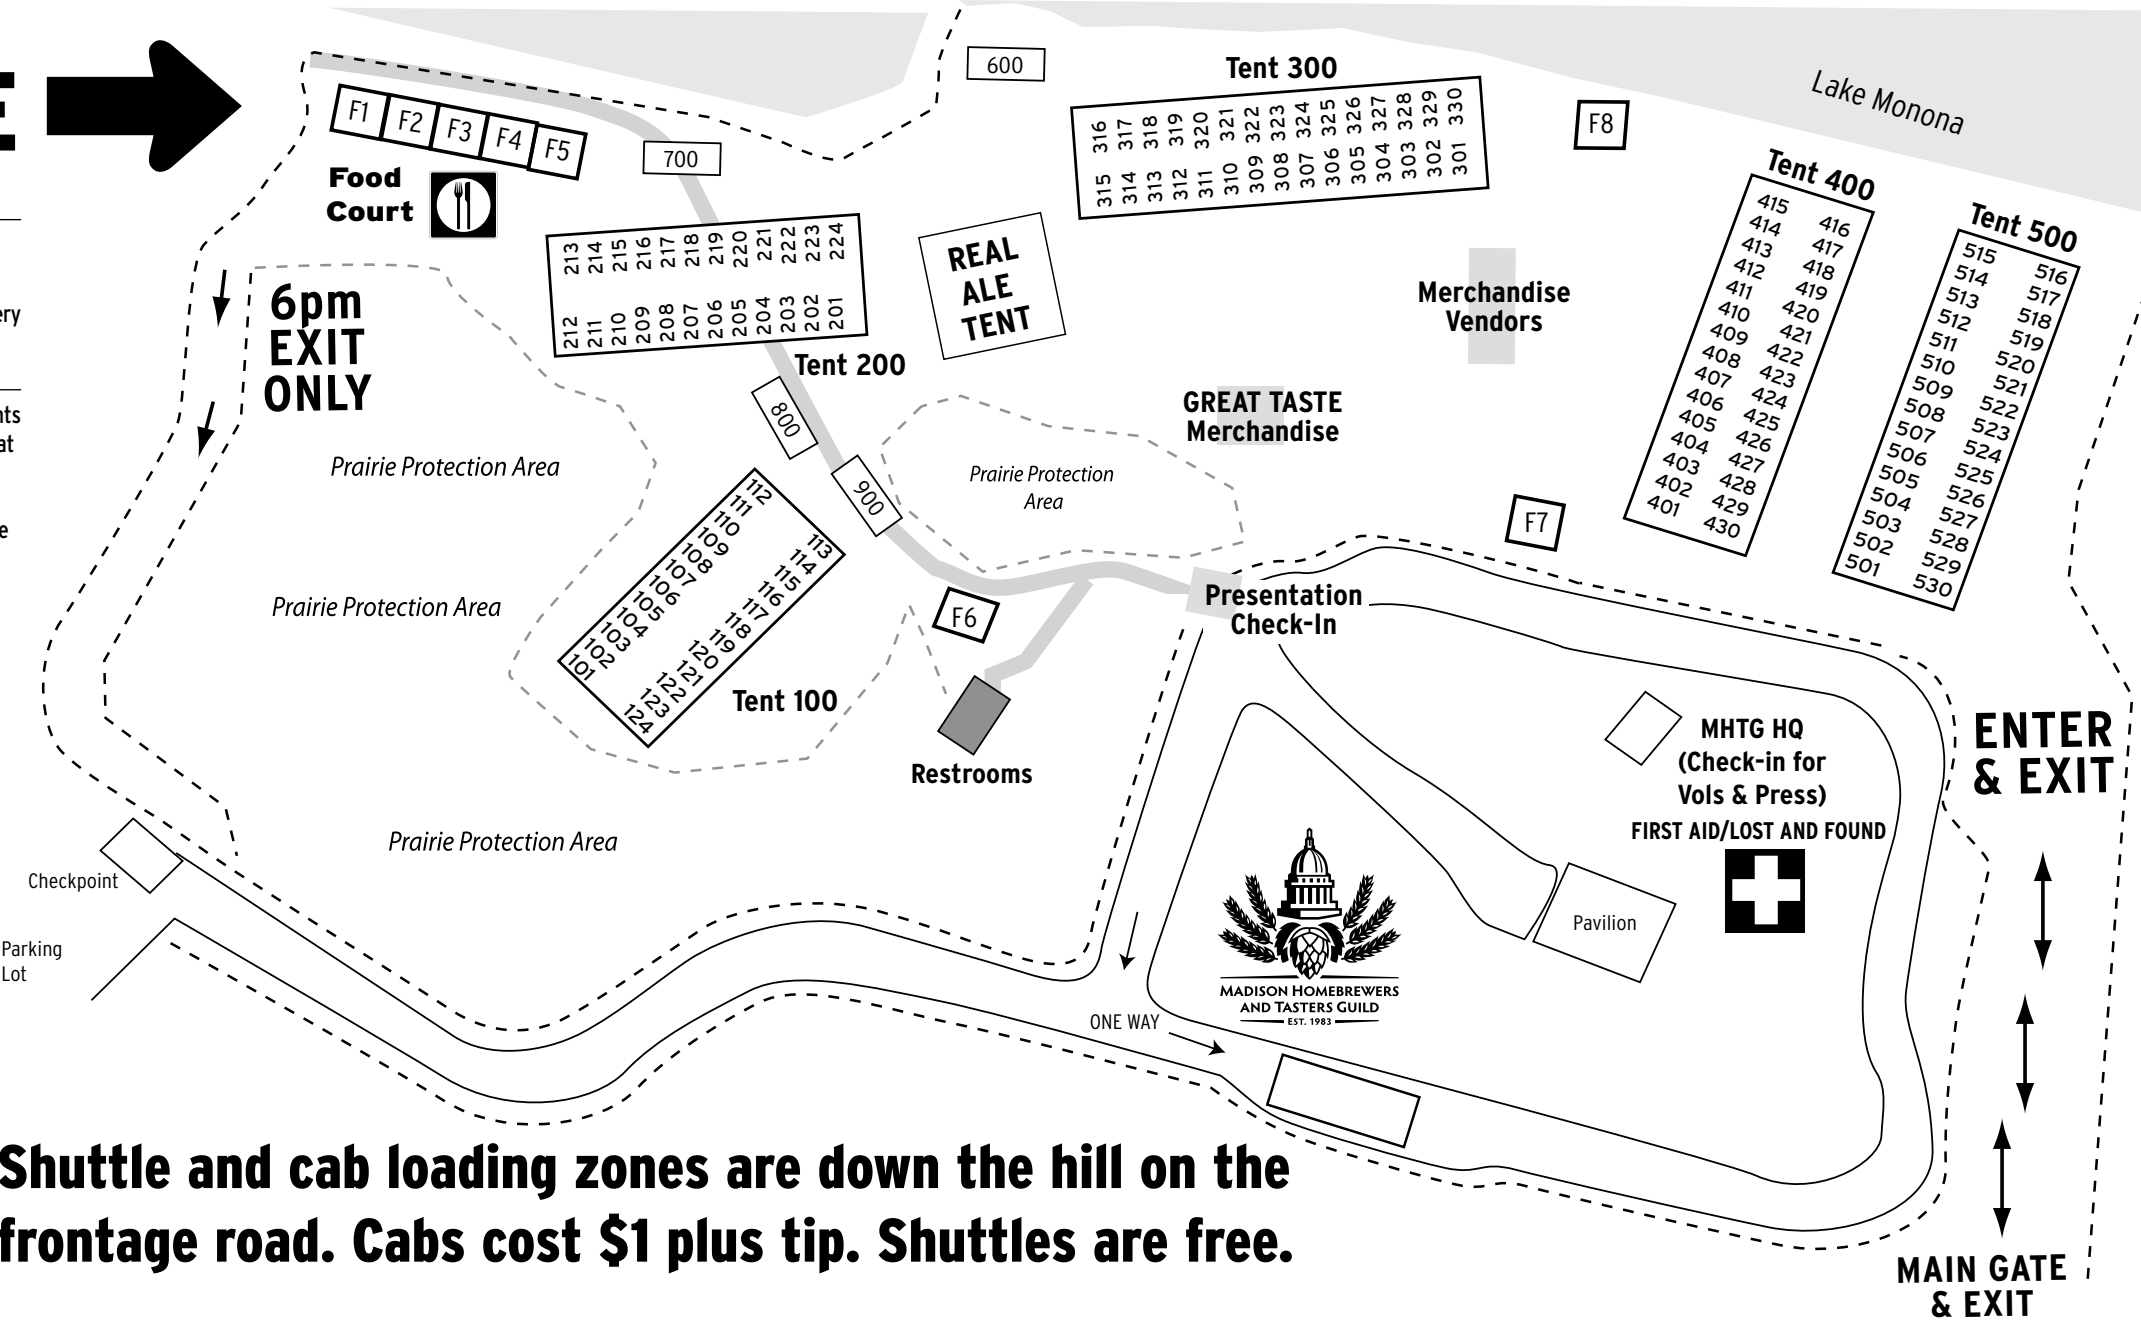 E
ery
nts
at
e
600
Tent 300
316 317 318 319 320 321 322 323 324 325 326 327 328 329 330
315 314 313 312 311 310 309 308 307 306 305 304 303 302 301
F8
Lake Monona
F1 F2 F3 F4 F5
700
Food
Court
Tent 400
415 416
414 417
413 418
412 419
411 420
410 421
409 422
408 423
407 424
406 425
405 426
404 427
403 428
402 429
401 430
Tent 500
515 516
514 517
513 518
512 519
511 520
510 521
509 522
508 523
507 524
506 525
505 526
504 527
503 528
502 529
501 530
213 214 215 216 217 218 219 220 221 222 223 224
212 211 210 209 208 207 206 205 204 203 202 201
Tent 200
REAL
ALE
TENT
Merchandise
Vendors
6pm
EXIT
ONLY
800
GREAT TASTE
Merchandise
Prairie Protection Area
Prairie Protection
Area
900
F7
112 111 110 109 108 107 106 105 104 103 102 101
113 114 115 116 117 118 119 120 121 122 123 124
Tent 100
Prairie Protection Area
F6
Presentation
Check-In
Restrooms
MHTG HQ
(Check-in for
Vols & Press)
FIRST AID/LOST AND FOUND
ENTER
& EXIT
Prairie Protection Area
Checkpoint
Parking
Lot
Pavilion
MADISON HOMEBREWERS
AND TASTERS GUILD
EST. 1983
ONE WAY
Shuttle and cab loading zones are down the hill on the
frontage road. Cabs cost $1 plus tip. Shuttles are free.
MAIN GATE
& EXIT